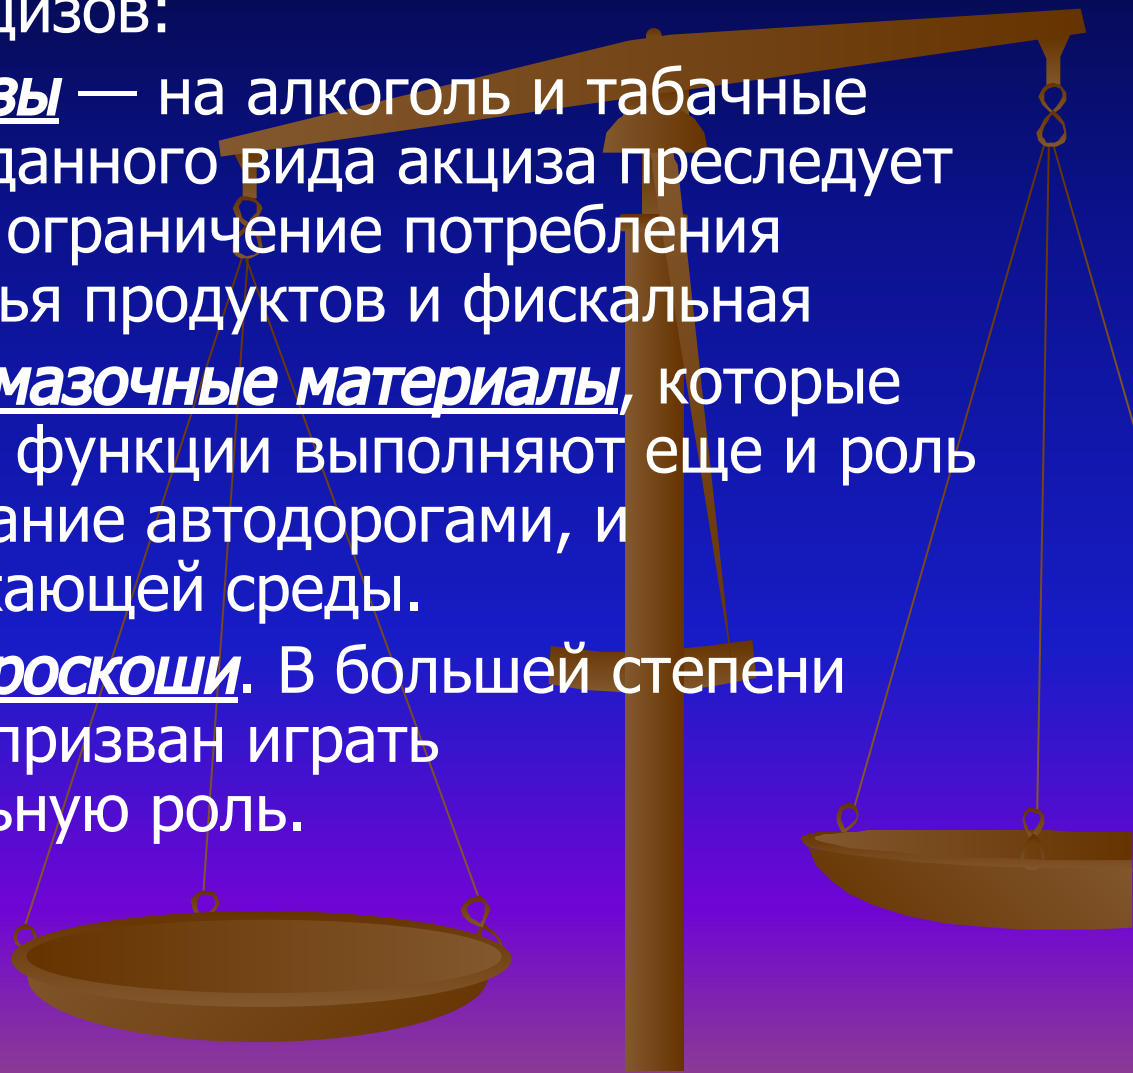 цизов:
зы — на алкоголь и табачные
данного вида акциза преследует
ограничение потребления
ья продуктов и фискальная
мазочные материалы, которые
функции выполняют еще и роль
ание автодорогами, и
ающей среды.
роскоши. В большей степени
призван играть
ьную роль.